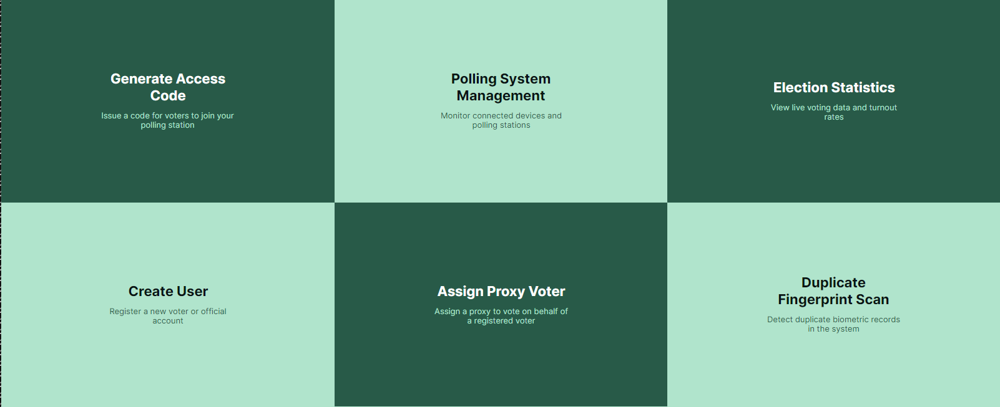 Generate Access
Code
Issue a code for voters to join your
polling station
Polling System
Management
Monitor connected devices and
polling stations
Election Statistics
View live voting data and turnout
rates
Create User
Register a new voter or official
account
Assign Proxy Voter
Assign a proxy to vote on behalf of
a registered voter
Duplicate
Fingerprint Scan
Detect duplicate biometric records
in the system